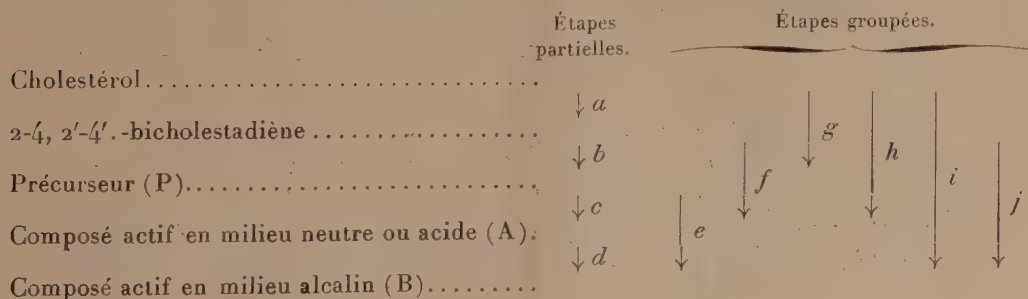 Étapes partielles.
Étapes groupées.
Cholestérol
a
2-4, 2'-4'.-bicholestadiène
b
Précurseur (P)
c
Composé actif en milieu neutre ou acide (A).
d
Composé actif en milieu alcalin (B)
e
f
g
h
i
j